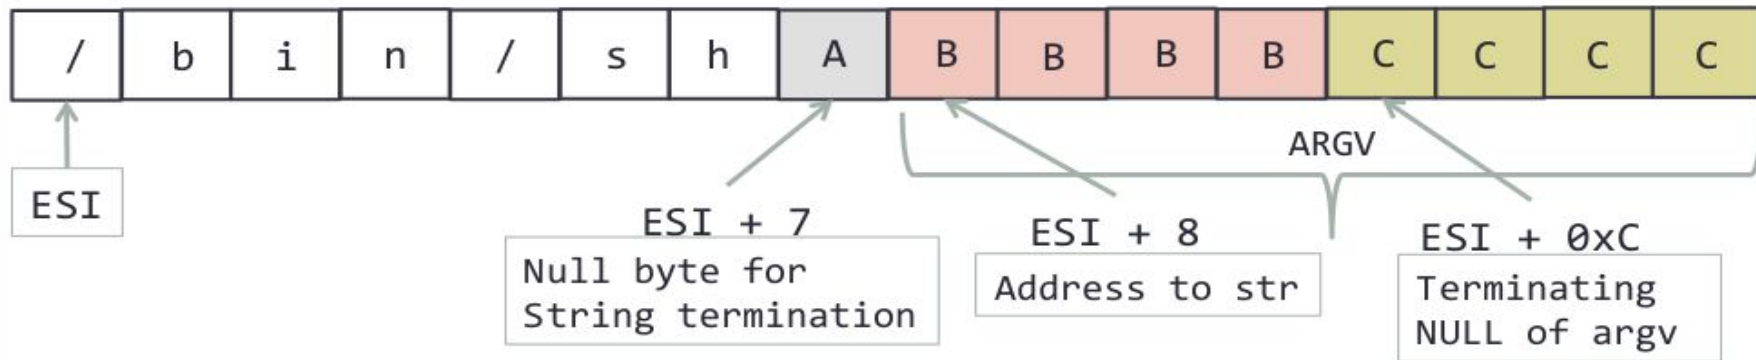 / b i n / s h A B B B B C C C C
ARGV
ESI
ESI + 7
Null byte for
String termination
ESI + 8
Address to str
ESI + 0xC
Terminating
NULL of argv